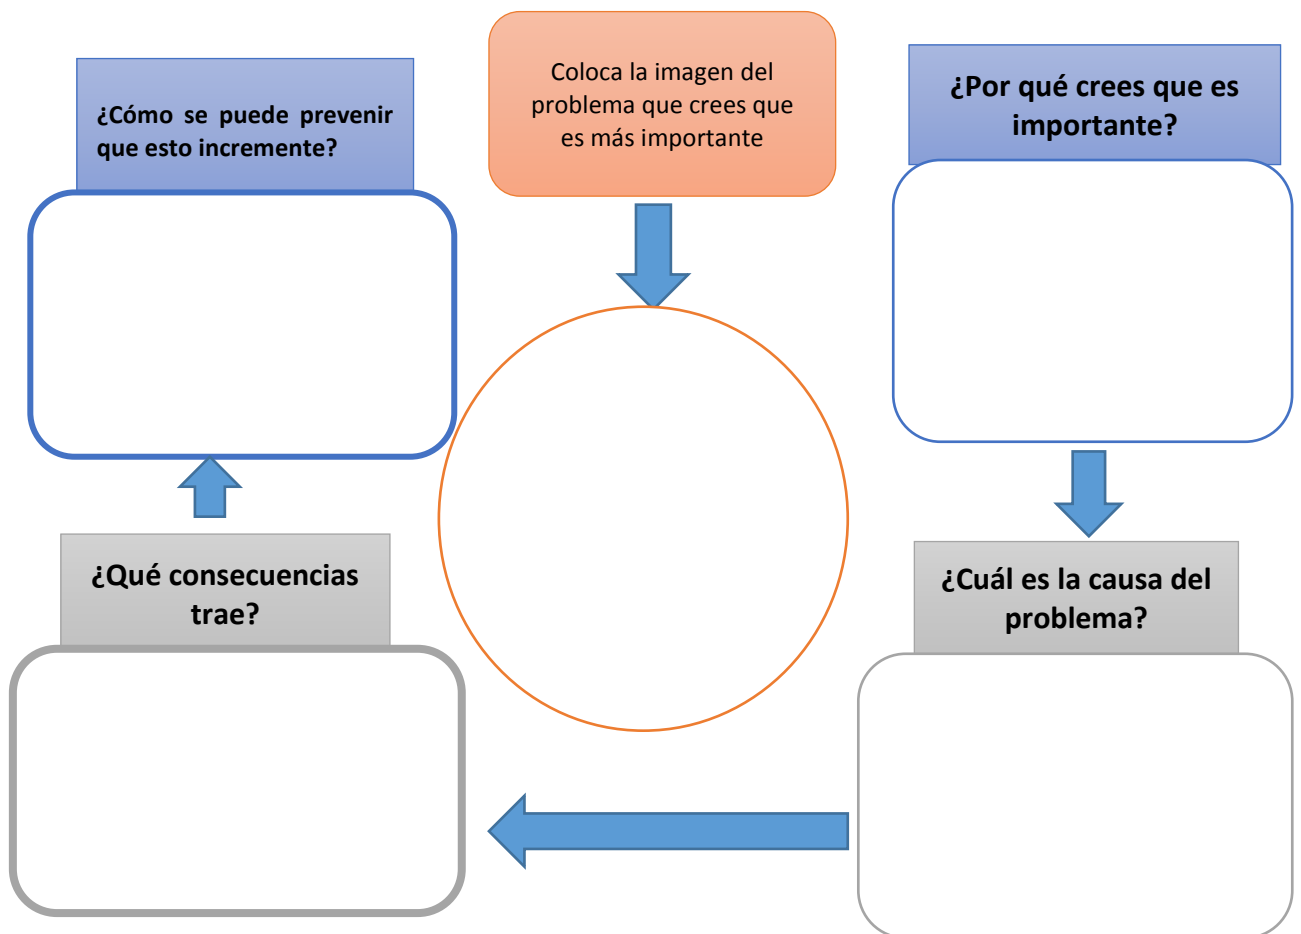 Coloca la imagen del
problema que crees que
es más importante
¿Por qué crees que es
importante?
¿Cómo se puede prevenir
que esto incremente?
¿Qué consecuencias
trae?
¿Cuál es la causa del
problema?